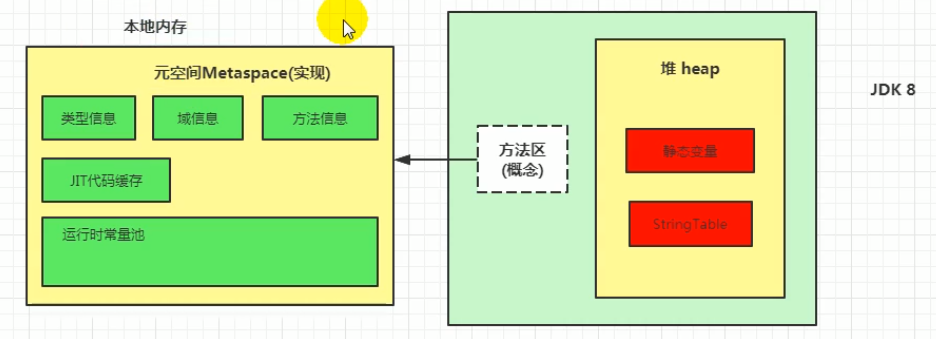 本地内存
元空间Metaspace(实现)
类型信息
域信息
方法信息
JIT代码缓存
运行时常量池
方法区
(概念)
堆 heap
静态变量
StringTable
JDK 8